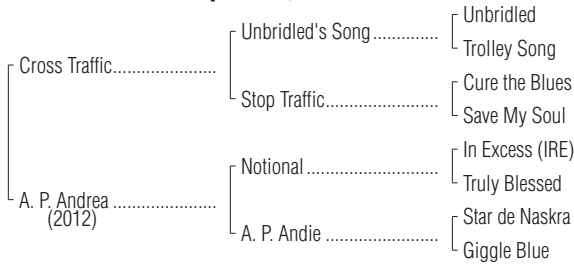 Unbridled
Unbridled's Song..............
Trolley Song
Cross Traffic......................
Cure the Blues
Stop Traffic........................
Save My Soul
In Excess (IRE)
Notional ............................
Truly Blessed
A. P. Andrea ......................
(2012)
Star de Naskra
A. P. Andie .........................
Giggle Blue